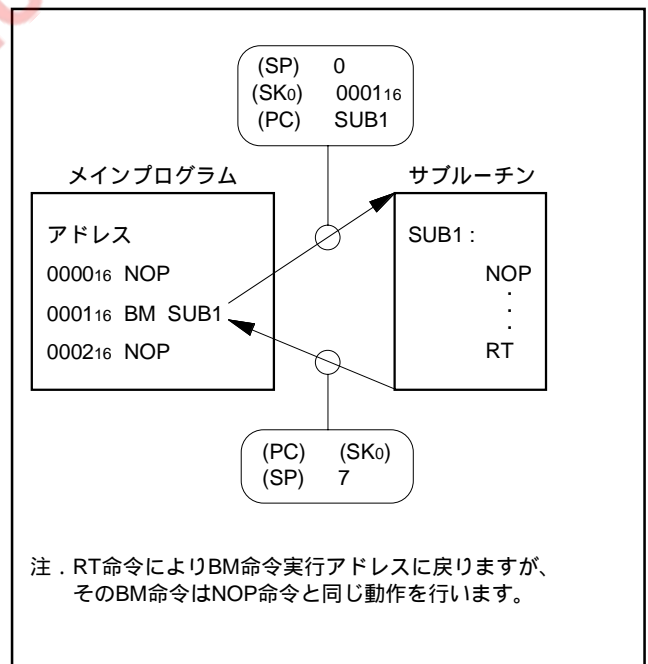 (SP) 0
(SK0) 000116
(PC) SUB1
メインプログラム
サブルーチン
アドレス
000016 NOP
000116 BM SUB1
000216 NOP
SUB1 :
NOP
・
・
・
RT
(PC) (SK0)
(SP) 7
注．RT命令によりBM命令実行アドレスに戻りますが、
そのBM命令はNOP命令と同じ動作を行います。